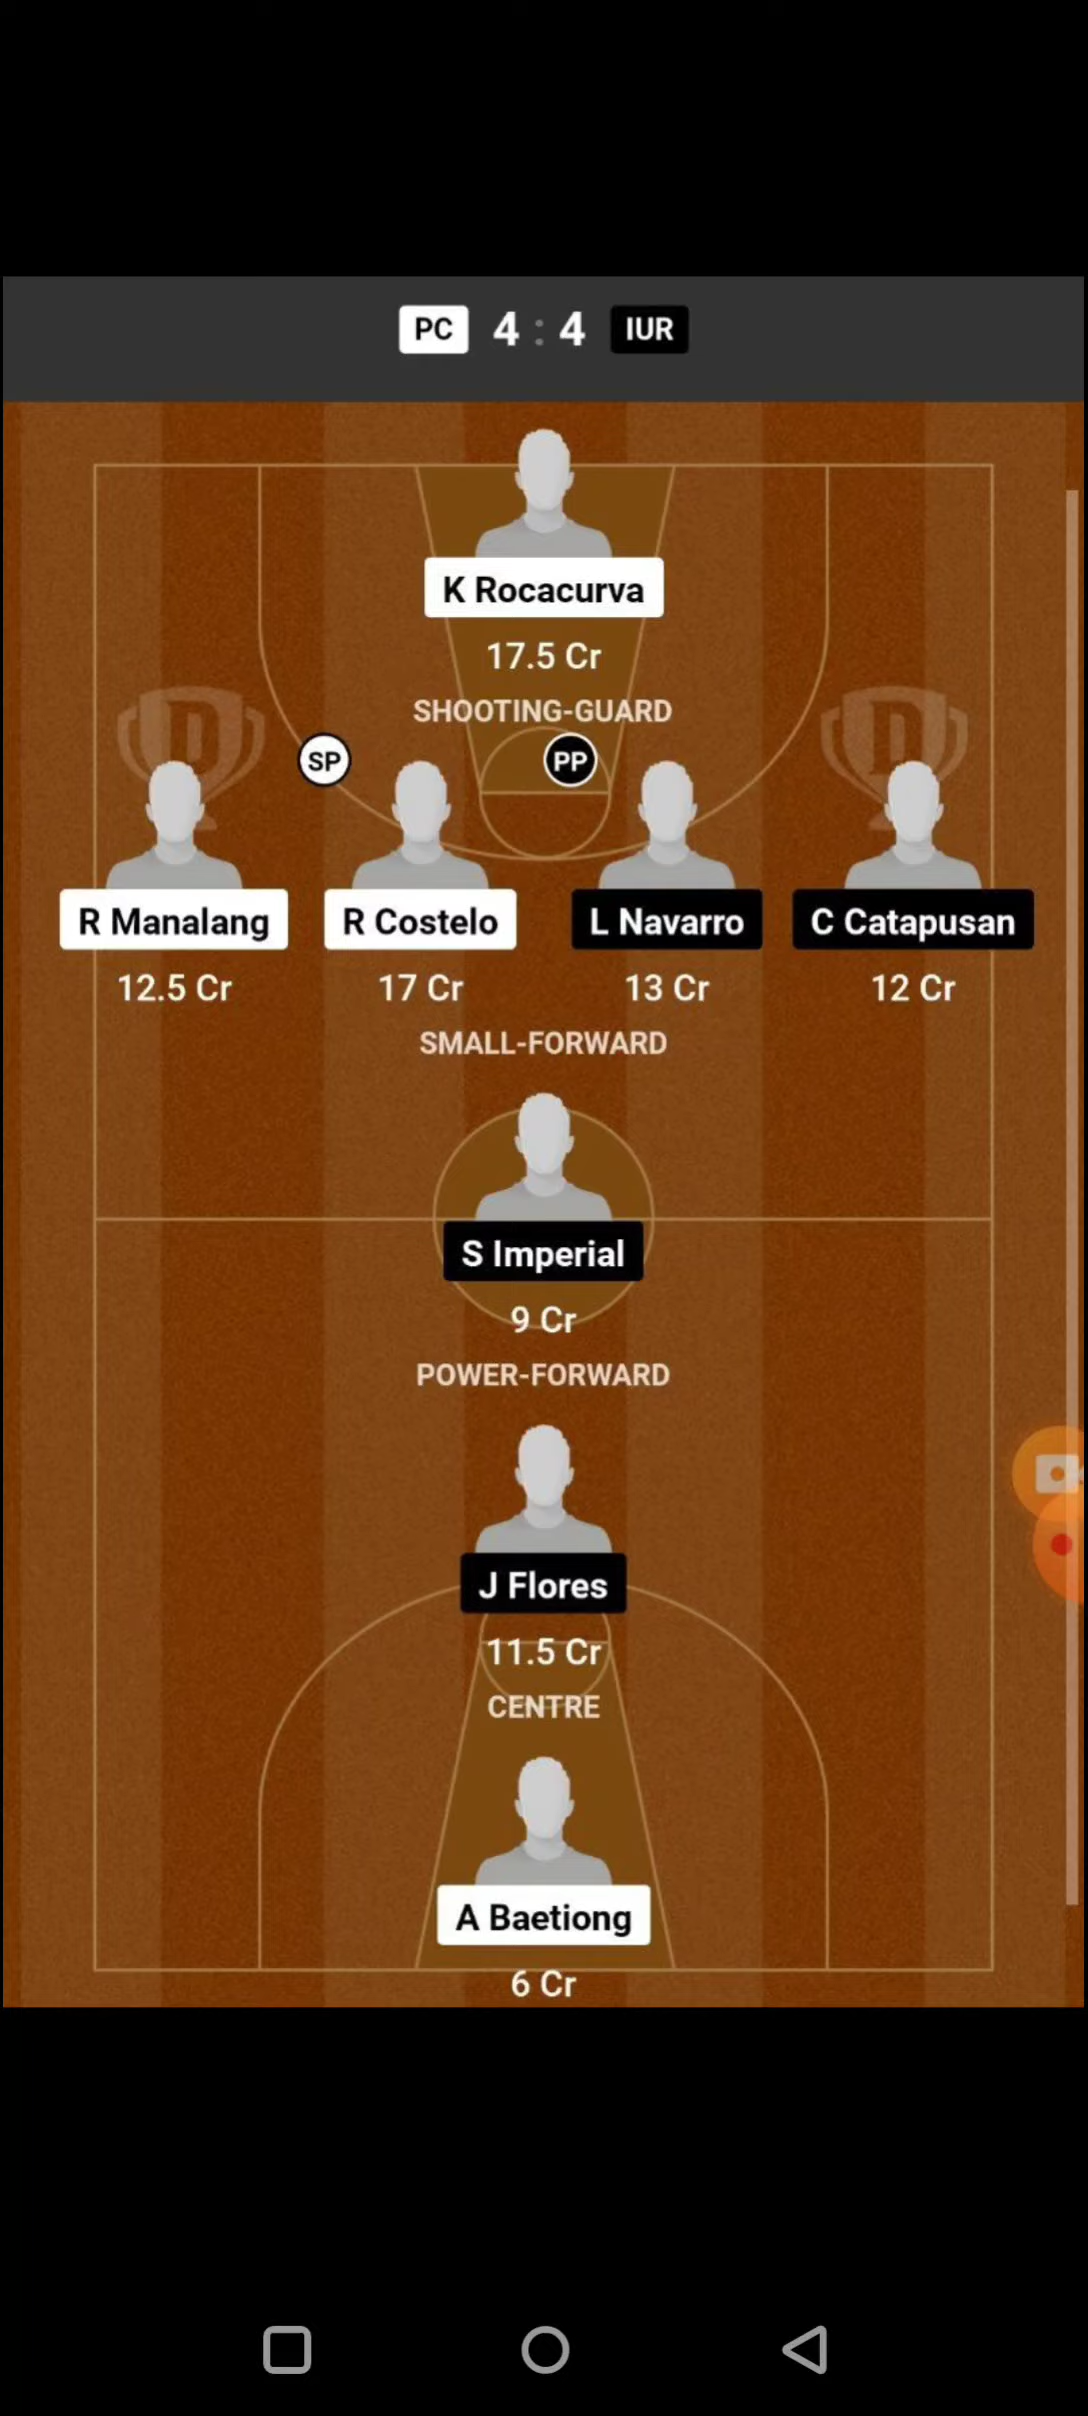 PC 4 : 4 IUR
K Rocacurva
17.5 Cr
SHOOTING-GUARD
SP PP
R Manalang R Costelo L Navarro C Catapusan
12.5 Cr 17 Cr 13 Cr 12 Cr
SMALL-FORWARD
S Imperial
9 Cr
POWER-FORWARD
J Flores
11.5 Cr
CENTRE
A Baetiong
6 Cr